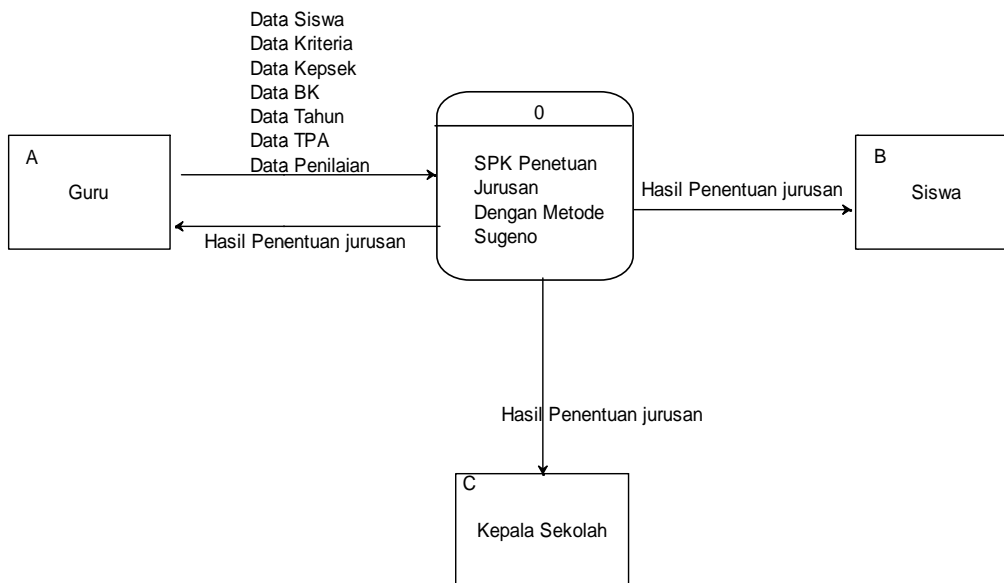 Data Siswa
Data Kriteria
Data Kepsek
Data BK
Data Tahun
Data TPA
Data Penilaian
A
Guru
Hasil Penentuan jurusan
0
SPK Penetuan
Jurusan
Dengan Metode
Sugeno
Hasil Penentuan jurusan
B
Siswa
Hasil Penentuan jurusan
C
Kepala Sekolah